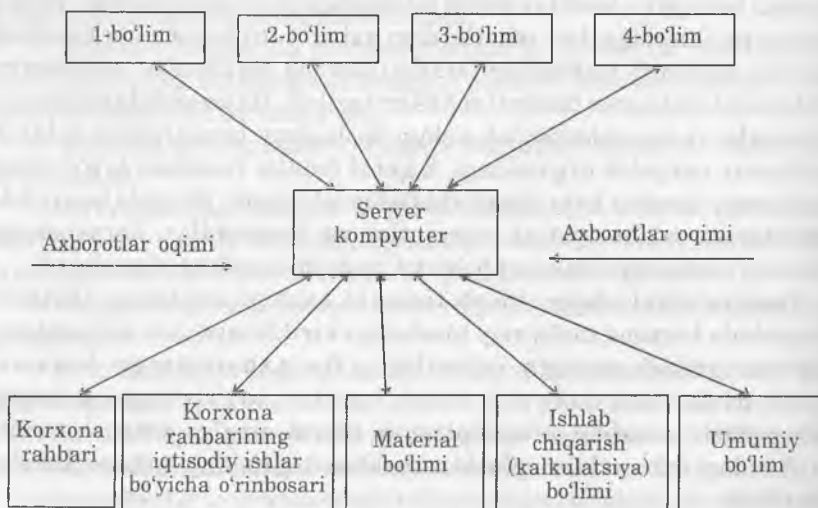 1-bo‘lim
2-bo‘lim
3-bo‘lim
4-bo‘lim
Server
kompyuter
Axborotlar oqimi
Axborotlar oqimi
Korxona
rahbari
Korxona
rahbarining
iqtisodiy ishlar
bo‘yicha o‘rinbosari
Material
bo‘limi
Ishlab
chiqarish
(kalkulatsiya)
bo‘limi
Umumiy
bo‘lim